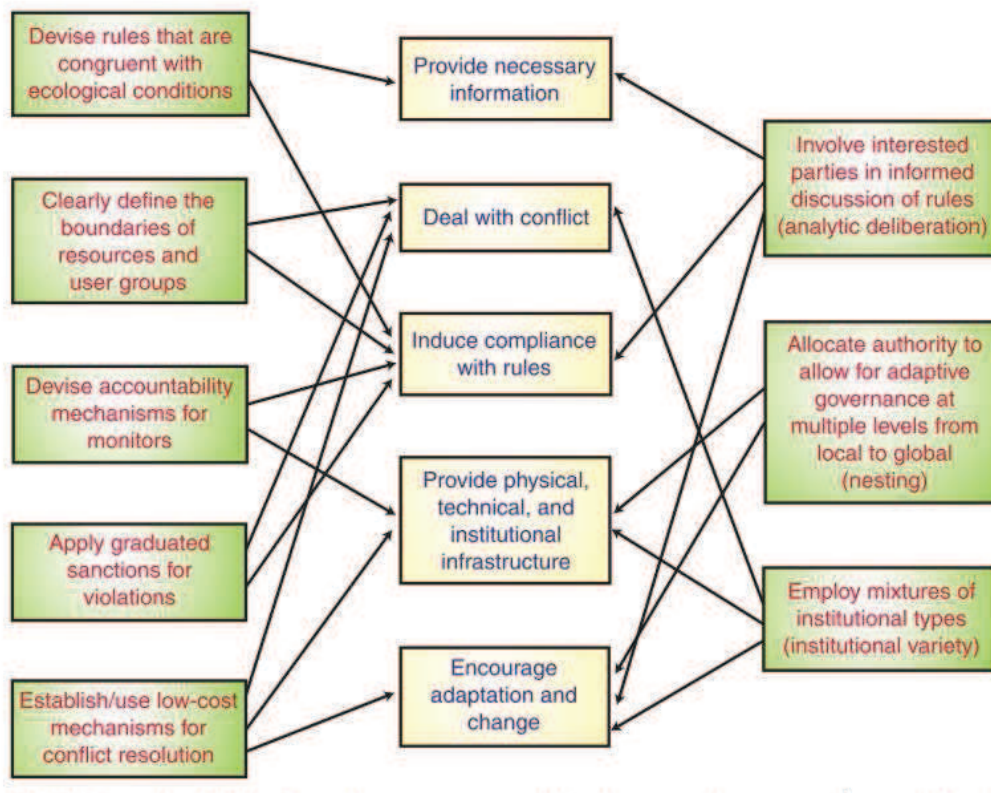 Devise rules that are
congruent with
ecological conditions
Clearly define the
boundaries of
resources and
user groups
Devise accountability
mechanisms for
monitors
Apply graduated
sanctions for
violations
Establish/use low-cost
mechanisms for
conflict resolution
Provide necessary
information
Deal with conflict
Induce compliance
with rules
Provide physical,
technical, and
institutional
infrastructure
Encourage
adaptation and
change
Involve interested
parties in informed
discussion of rules
(analytic deliberation)
Allocate authority to
allow for adaptive
governance at
multiple levels from
local to global
(nesting)
Employ mixtures of
institutional types
(institutional variety)